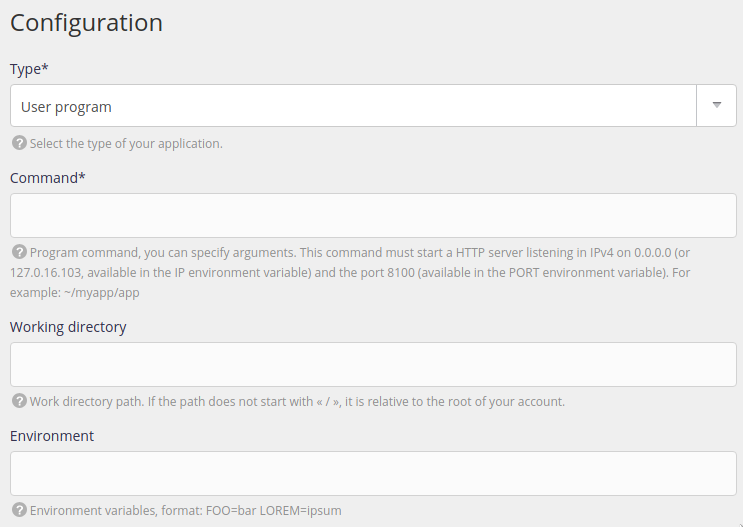 Configuration
Type*
User program
? Select the type of your application.
Command*
? Program command, you can specify arguments. This command must start a HTTP server listening in IPv4 on 0.0.0.0 (or
127.0.16.103, available in the IP environment variable) and the port 8100 (available in the PORT environment variable). For
example: ~/myapp/app
Working directory
? Work directory path. If the path does not start with « / », it is relative to the root of your account.
Environment
? Environment variables, format: FOO=bar LOREM=ipsum